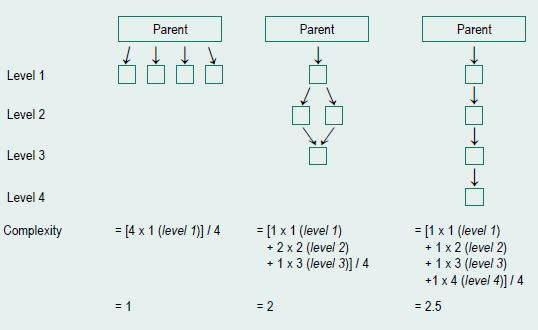 Parent Parent Parent
Level 1
Level 2
Level 3
Level 4
Complexity = [4 x 1 (level 1)] / 4 = [1 x 1 (level 1) = [1 x 1 (level 1)
+ 2 x 2 (level 2) + 1 x 2 (level 2)
+ 1 x 3 (level 3)] / 4 + 1 x 3 (level 3)
+1 x 4 (level 4)] / 4
= 1 = 2 = 2.5